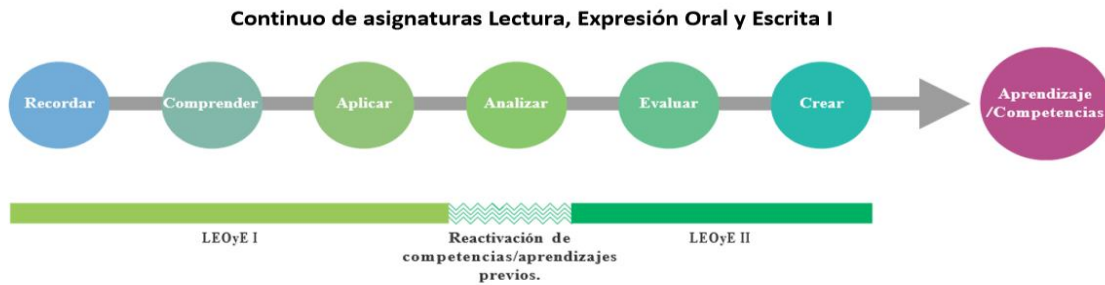 Continuo de asignaturas Lectura, Expresión Oral y Escrita I
Recordar
Comprender
Aplicar
Analizar
Evaluar
Crear
Aprendizaje
/Competencias
LEOyE I
Reactivación de
competencias/aprendizajes
previos.
LEOyE II